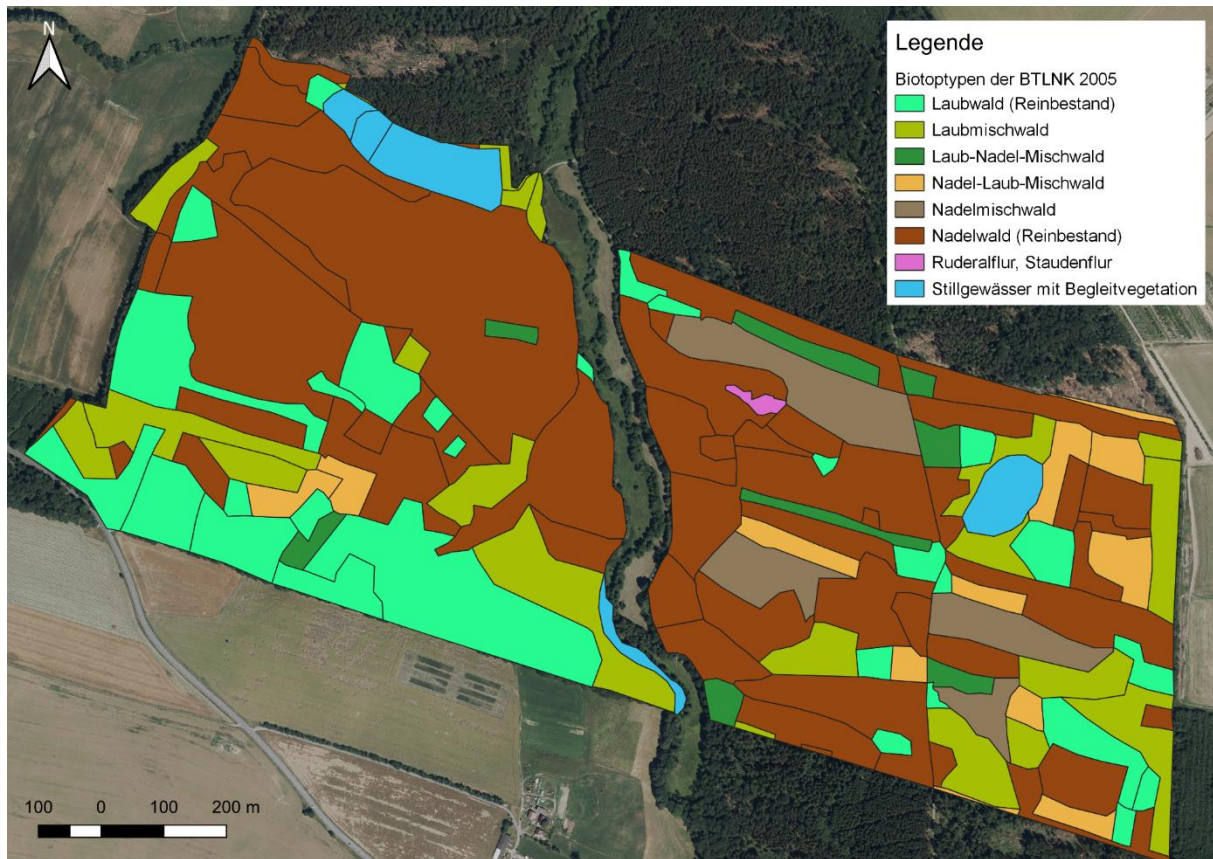 N
Legende
Biotoptypen der BTLNK 2005
Laubwald (Reinbestand)
Laubmischwald
Laub-Nadel-Mischwald
Nadel-Laub-Mischwald
Nadelmischwald
Nadelwald (Reinbestand)
Ruderalflur, Staudenflur
Stillgewässer mit Begleitvegetation
100 0 100 200 m